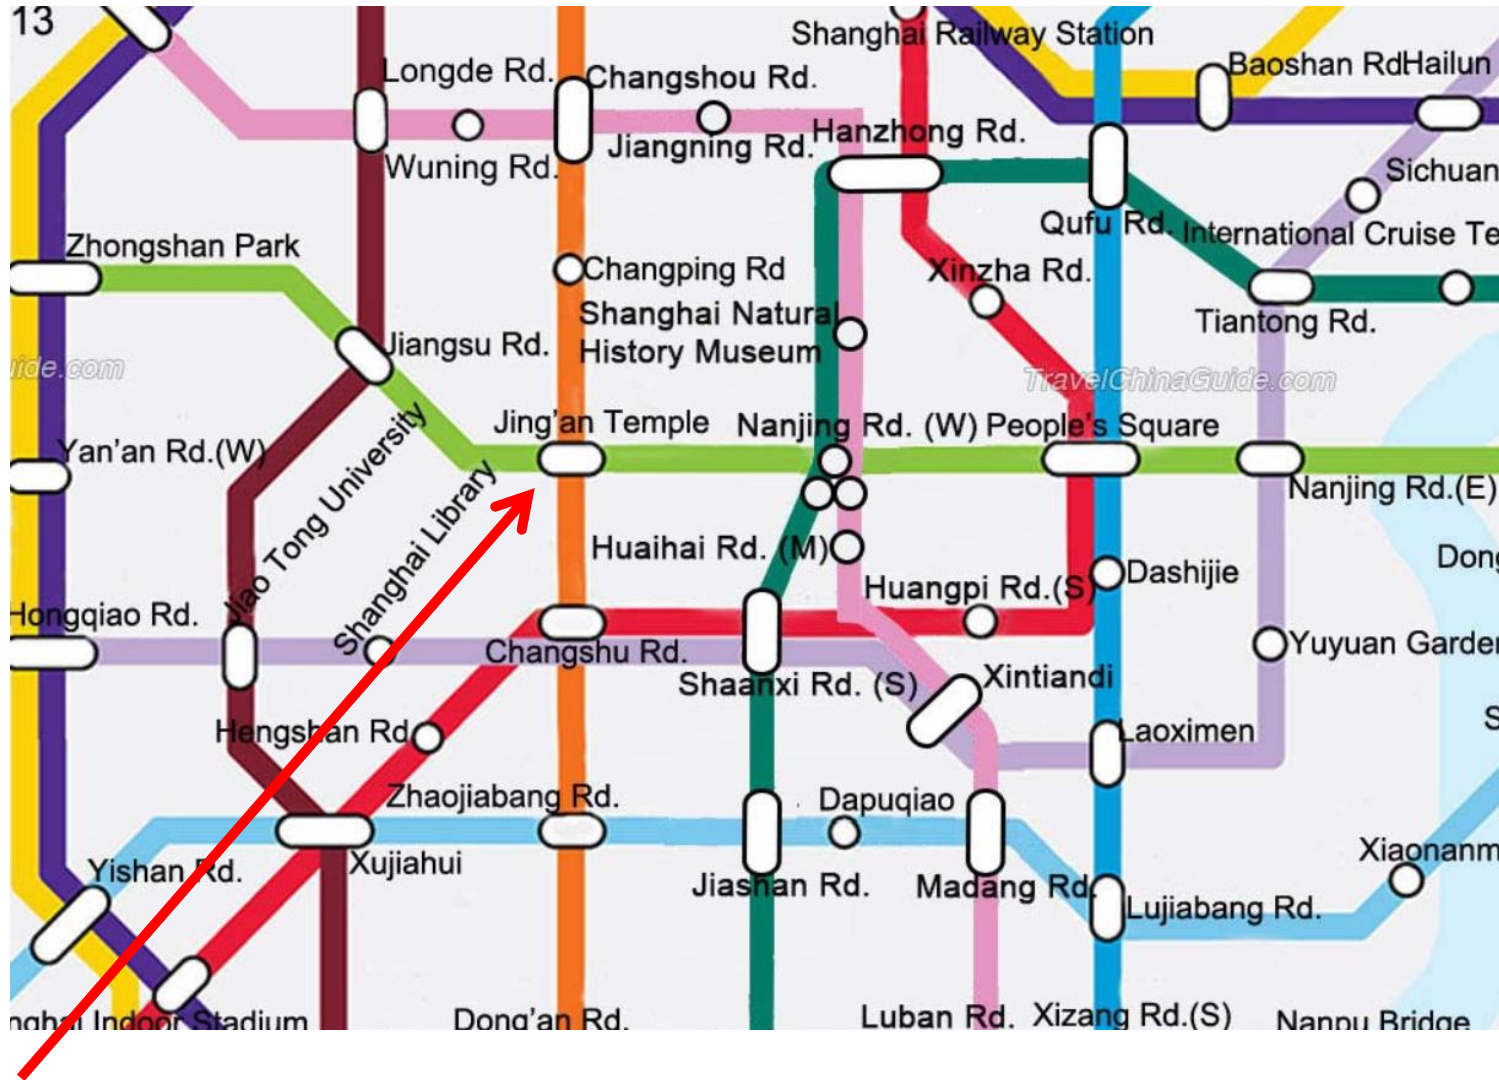 13
Shanghai Railway Station
Longde Rd.
Changshou Rd.
Baoshan Rd
Hailun
Hanzhong Rd.
Jiangning Rd.
Wuning Rd.
Sichuan
Qufu Rd.
International Cruise Te
Zhongshan Park
Changping Rd
Xinzha Rd.
Shanghai Natural
History Museum
Tiantong Rd.
Jiangsu Rd.
uide.com
TravelChinaGuide.com
Jing'an Temple
Nanjing Rd. (W)
People's Square
Yan'an Rd.(W)
Jiao Tong University
Shanghai Library
Nanjing Rd.(E)
Huaihai Rd. (M)
Dong
Dashijie
Huangpi Rd.(S)
Hongqiao Rd.
Yuyuan Garden
Changshu Rd.
Shaanxi Rd. (S)
Xintiandi
Hengshan Rd
Laoximen
S
Zhaojiabang Rd.
Dapuqiao
Xiaonanm
Yishan Rd.
Xujiahui
Jiashan Rd.
Madang Rd.
Lujiabang Rd.
nghai Indoor Stadium
Dong'an Rd.
Luban Rd.
Xizang Rd.(S)
Nanpu Bridge